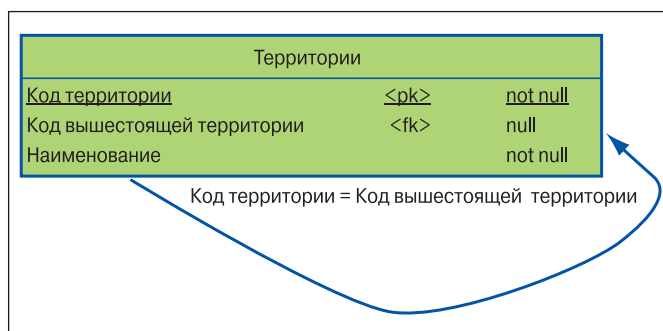 Территории
Код территории <pk> not null
Код вышестоящей территории <fk> null
Наименование not null
Код территории = Код вышестоящей территории